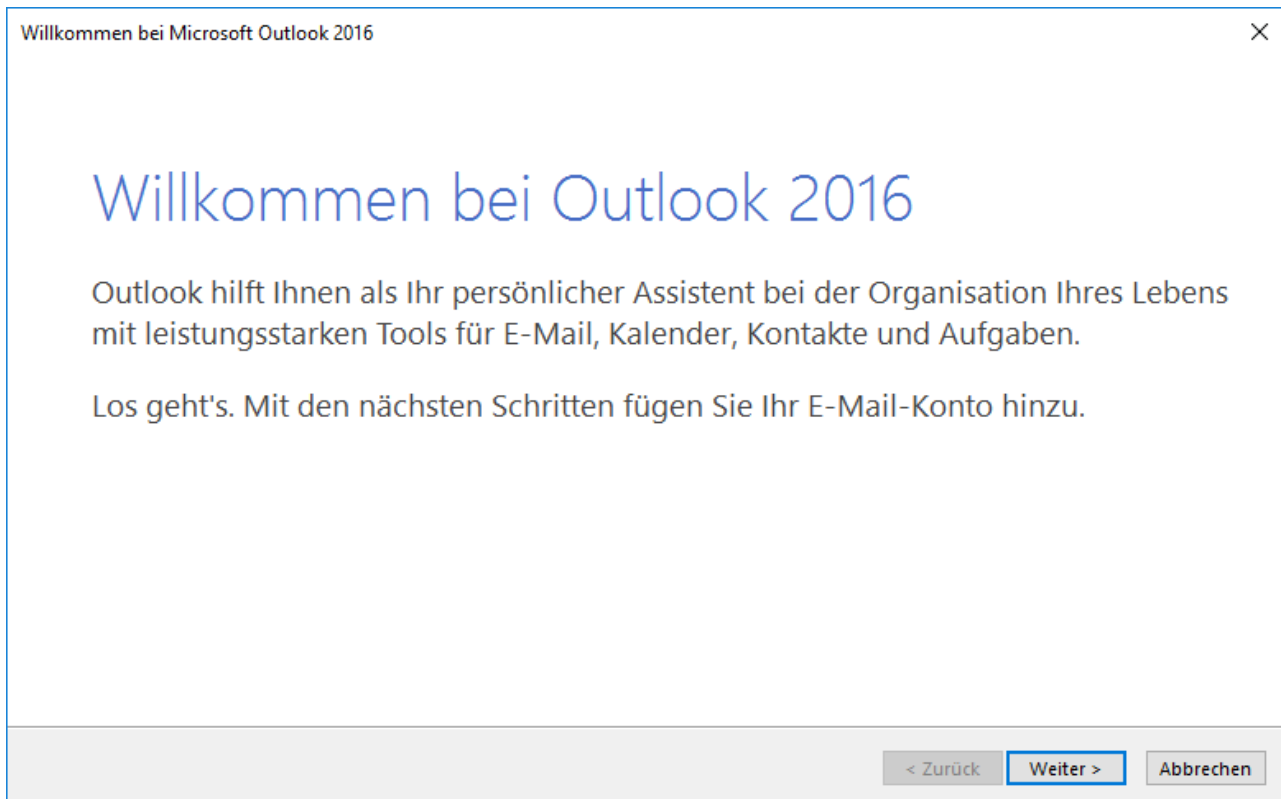 Willkommen bei Microsoft Outlook 2016
Willkommen bei Outlook 2016
Outlook hilft Ihnen als Ihr persönlicher Assistent bei der Organisation Ihres Lebens
mit leistungsstarken Tools für E-Mail, Kalender, Kontakte und Aufgaben.
Los geht's. Mit den nächsten Schritten fügen Sie Ihr E-Mail-Konto hinzu.
< Zurück Weiter > Abbrechen